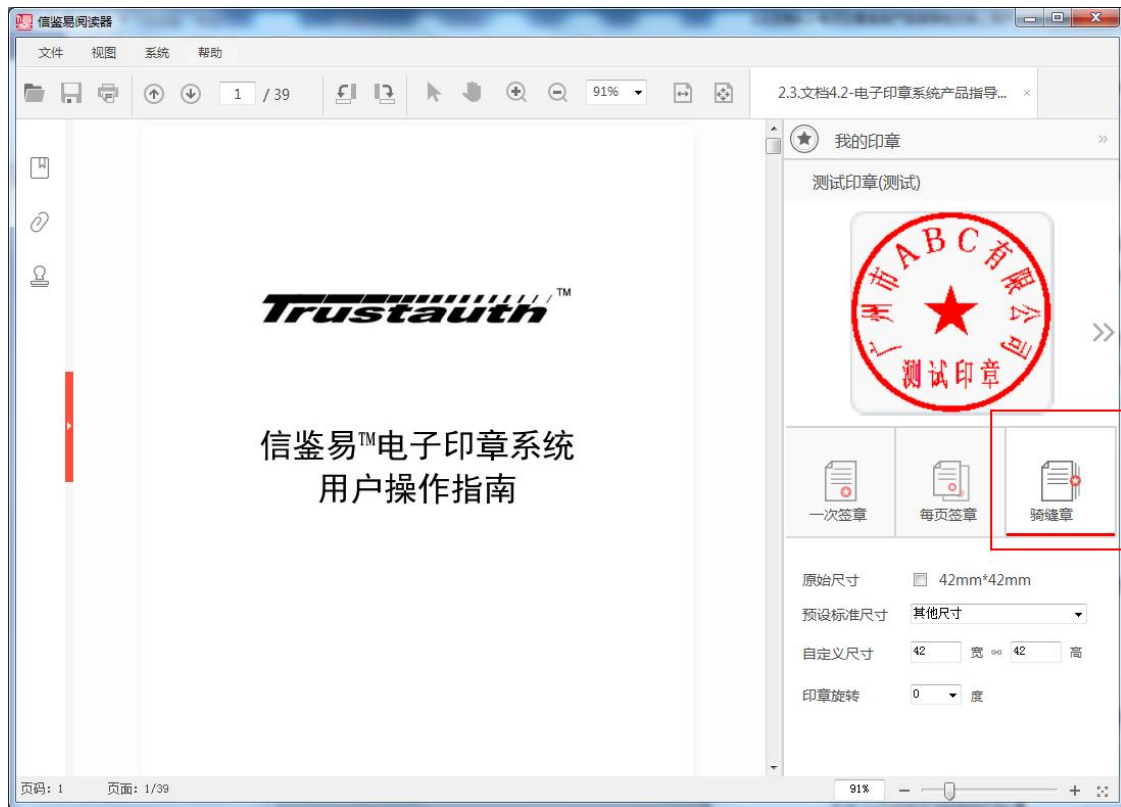 信鉴易阅读器
文件 视图 系统 帮助
1 / 39 91% 2.3.文档4.2-电子印章系统产品指导...
我的印章
测试印章(测试)
广州市ABC有限公司
测试印章
Trustauth™
信鉴易™电子印章系统
用户操作指南
一次签章 每页签章 骑缝章
原始尺寸 42mm*42mm
预设标准尺寸 其他尺寸
自定义尺寸 42 宽 42 高
印章旋转 0 度
页码: 1 页面: 1/39 91%